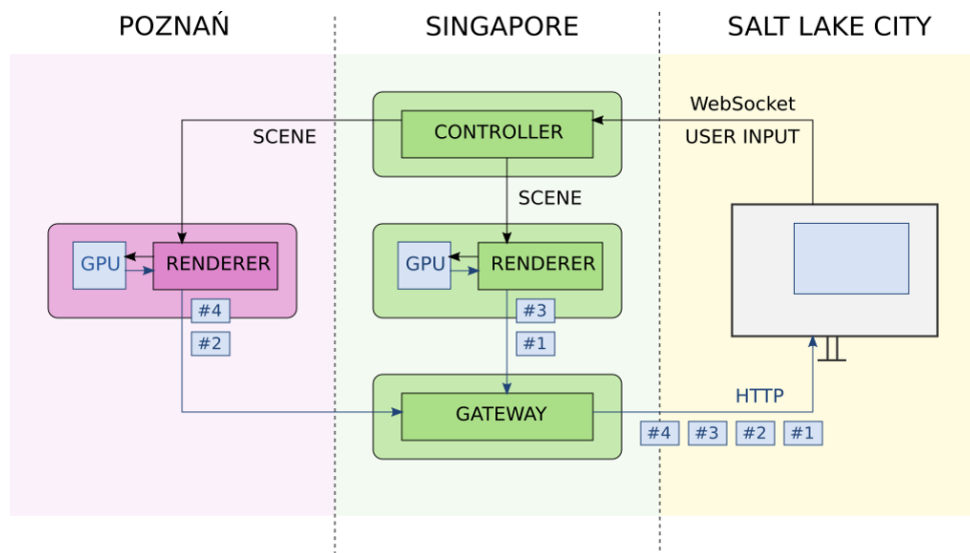 POZNAŃ
SINGAPORE
SALT LAKE CITY
WebSocket
USER INPUT
CONTROLLER
SCENE
SCENE
GPU
RENDERER
GPU
RENDERER
#4
#2
#3
#1
GATEWAY
HTTP
#4 #3 #2 #1